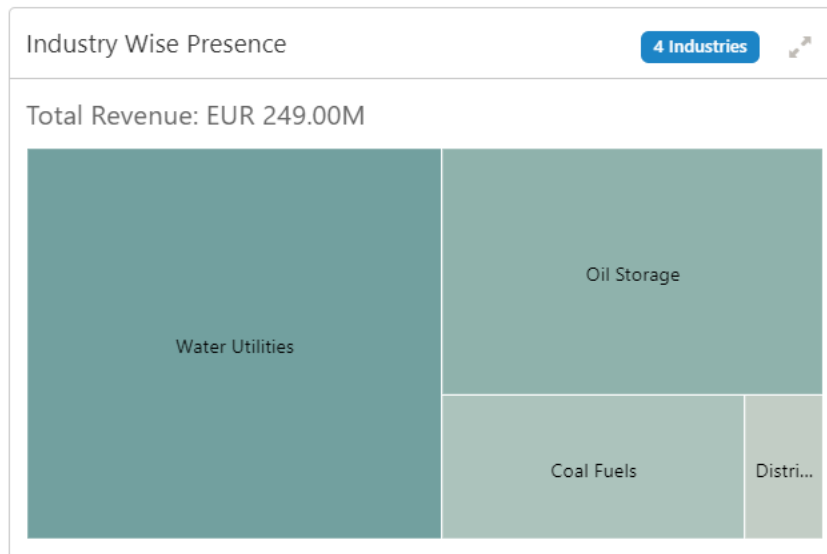 Industry Wise Presence
4 Industries
Total Revenue: EUR 249.00M
Oil Storage
Water Utilities
Coal Fuels
Distri...